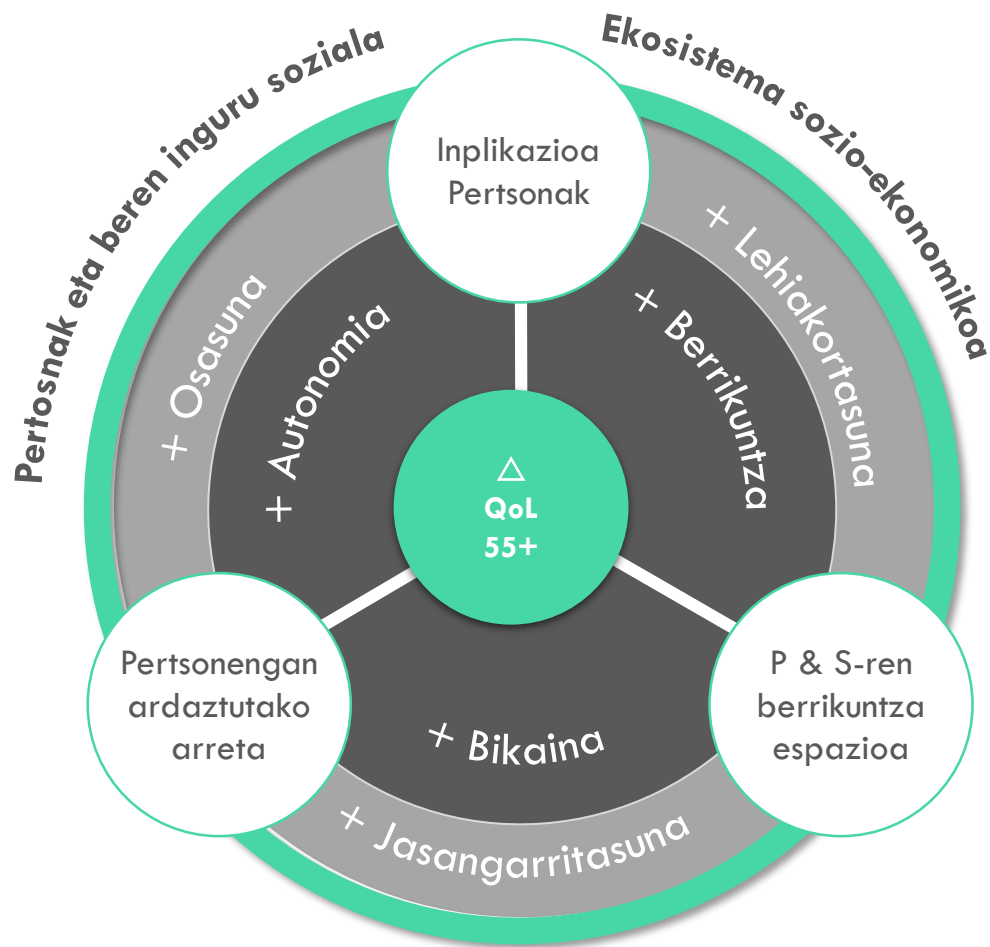 Pertosnak eta beren inguru soziala
Ekosistema sozio-ekonomikoa
Inplikazioa
Pertsonak
+ Osasuna
+ Autonomia
+ Berrikuntza
+ Lehiakortasuna
△
QoL
55+
Pertsonengan
ardaztutako
arreta
P & S-ren
berrikuntza
espazioa
+ Bikaina
+ Jasangarritasuna